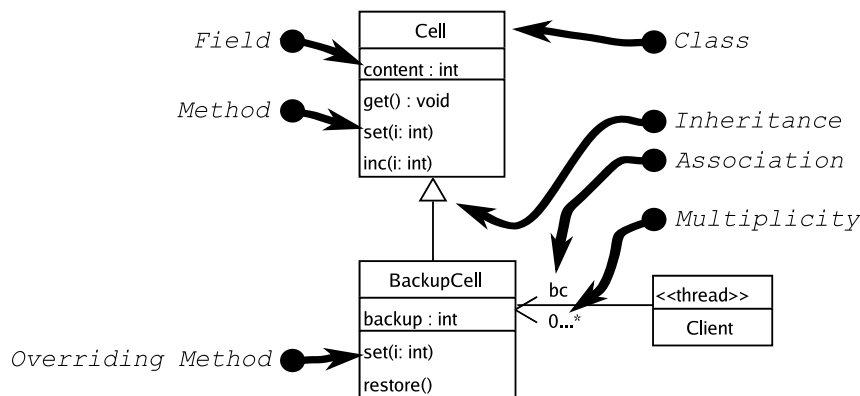 Cell
Field
Class
content : int
get() : void
Method
set(i: int)
Inheritance
inc(i: int)
Association
Multiplicity
BackupCell
bc
<<thread>>
backup : int
0...*
Client
set(i: int)
Overriding Method
restore()